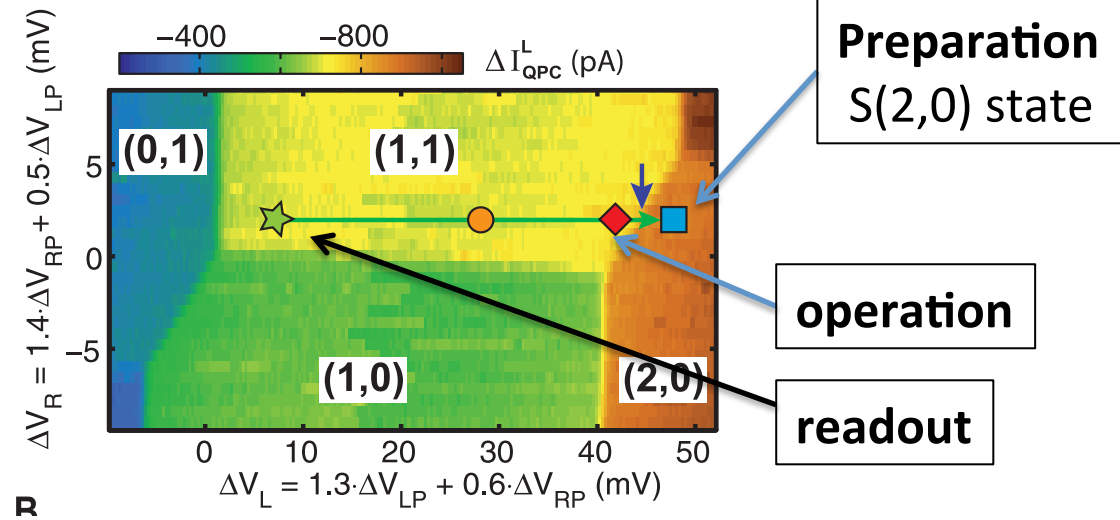 −400 −800 ΔI^L_QPC (pA)
Preparation
S(2,0) state
ΔV_R = 1.4·ΔV_RP + 0.5·ΔV_LP (mV)
(0,1) (1,1)
5
0
−5
operation
(1,0) (2,0)
readout
0 10 20 30 40 50
ΔV_L = 1.3·ΔV_LP + 0.6·ΔV_RP (mV)
B